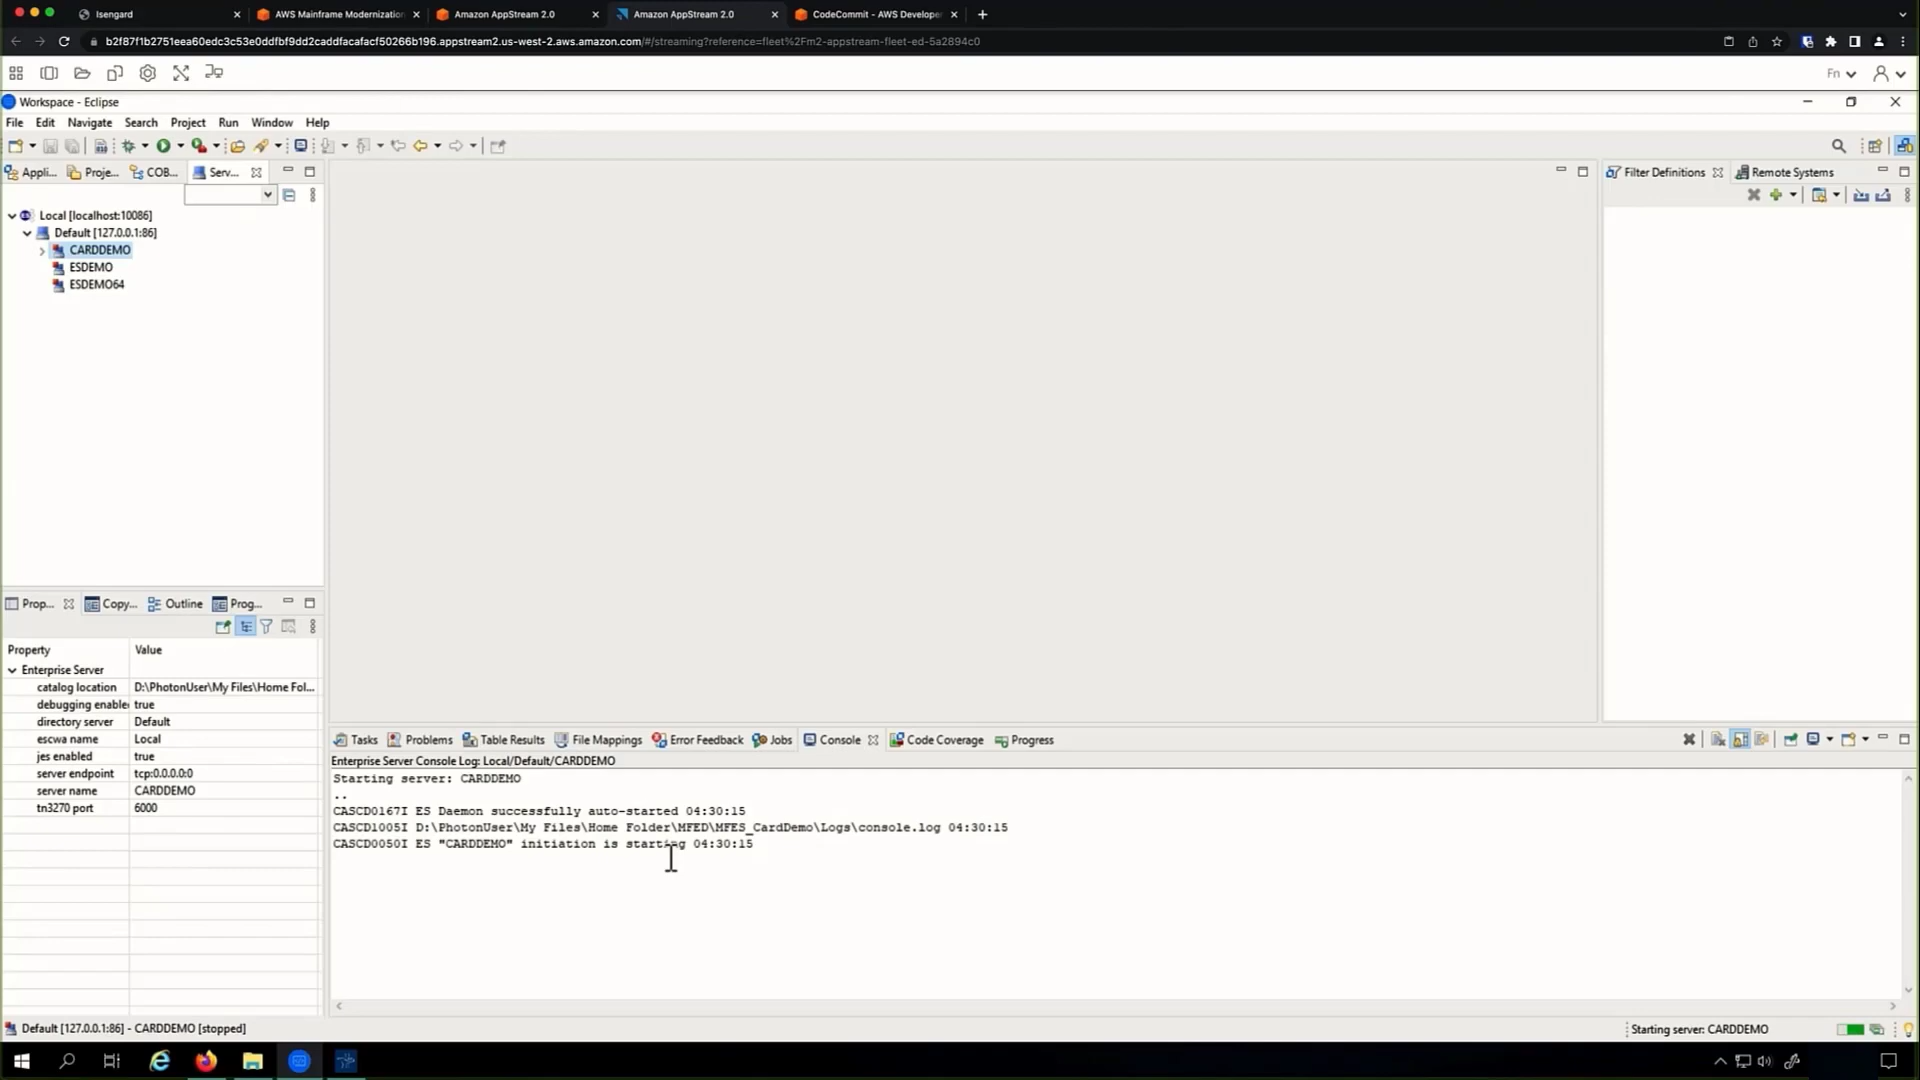 Isengard
AWS Mainframe Modernization
Amazon AppStream 2.0
Amazon AppStream 2.0
CodeCommit - AWS Develope
b2f87f1b2751eea60edc3c53e0ddfbf9dd2caddfacafacf50266b196.appstream2.us-west-2.aws.amazon.com/#/streaming?reference=fleet%2Fm2-appstream-fleet-ed-5a2894c0
Fn
Workspace - Eclipse
File Edit Navigate Search Project Run Window Help
Appli... Proje... COB... Serv...
Filter Definitions Remote Systems
Local [localhost:10086]
Default [127.0.0.1:86]
CARDDEMO
ESDEMO
ESDEMO64
Prop... Copy... Outline Prog...
Property Value
Enterprise Server
catalog location D:\PhotonUser\My Files\Home Fol...
debugging enable true
directory server Default
escwa name Local
jes enabled true
server endpoint tcp:0.0.0.0:0
server name CARDDEMO
tn3270 port 6000
Tasks Problems Table Results File Mappings Error Feedback Jobs Console Code Coverage Progress
Enterprise Server Console Log: Local/Default/CARDDEMO
Starting server: CARDDEMO
..
CASCD0167I ES Daemon successfully auto-started 04:30:15
CASCD1005I D:\PhotonUser\My Files\Home Folder\MFED\MFES_CardDemo\Logs\console.log 04:30:15
CASCD0050I ES "CARDDEMO" initiation is starting 04:30:15
Default [127.0.0.1:86] - CARDDEMO [stopped]
Starting server: CARDDEMO